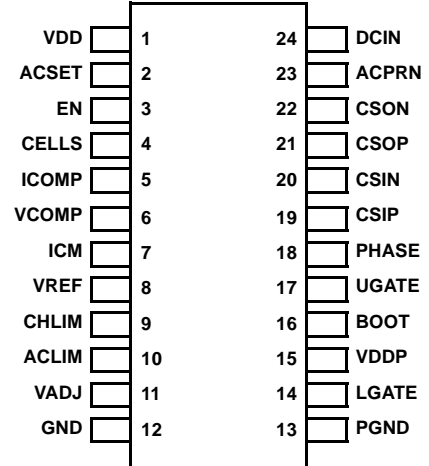 VDD 1 24 DCIN
ACSET 2 23 ACPRN
EN 3 22 CSON
CELLS 4 21 CSOP
ICOMP 5 20 CSIN
VCOMP 6 19 CSIP
ICM 7 18 PHASE
VREF 8 17 UGATE
CHLIM 9 16 BOOT
ACLIM 10 15 VDDP
VADJ 11 14 LGATE
GND 12 13 PGND